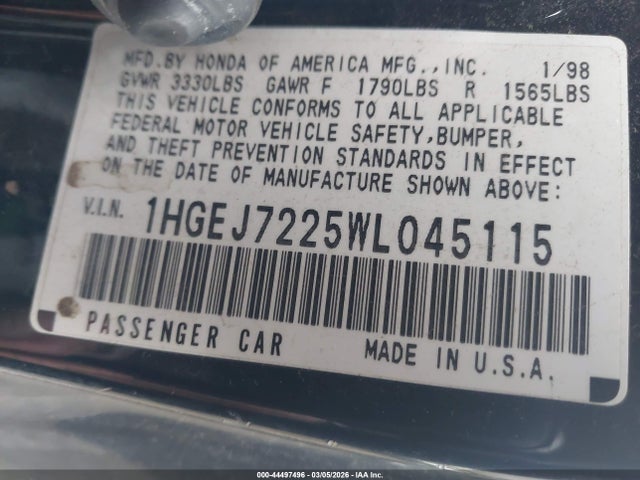 MFD.BY HONDA OF AMERICA MFG.,INC. 1/98
GVWR 3330LBS GAWR F 1790LBS R 1565LBS
THIS VEHICLE CONFORMS TO ALL APPLICABLE
FEDERAL MOTOR VEHICLE SAFETY,BUMPER,
AND THEFT PREVENTION STANDARDS IN EFFECT
ON THE DATE OF MANUFACTURE SHOWN ABOVE:
V.I.N. 1HGEJ7225WL045115
PASSENGER CAR MADE IN U.S.A.
000-44497496 - 03/05/2026 - IAA Inc.